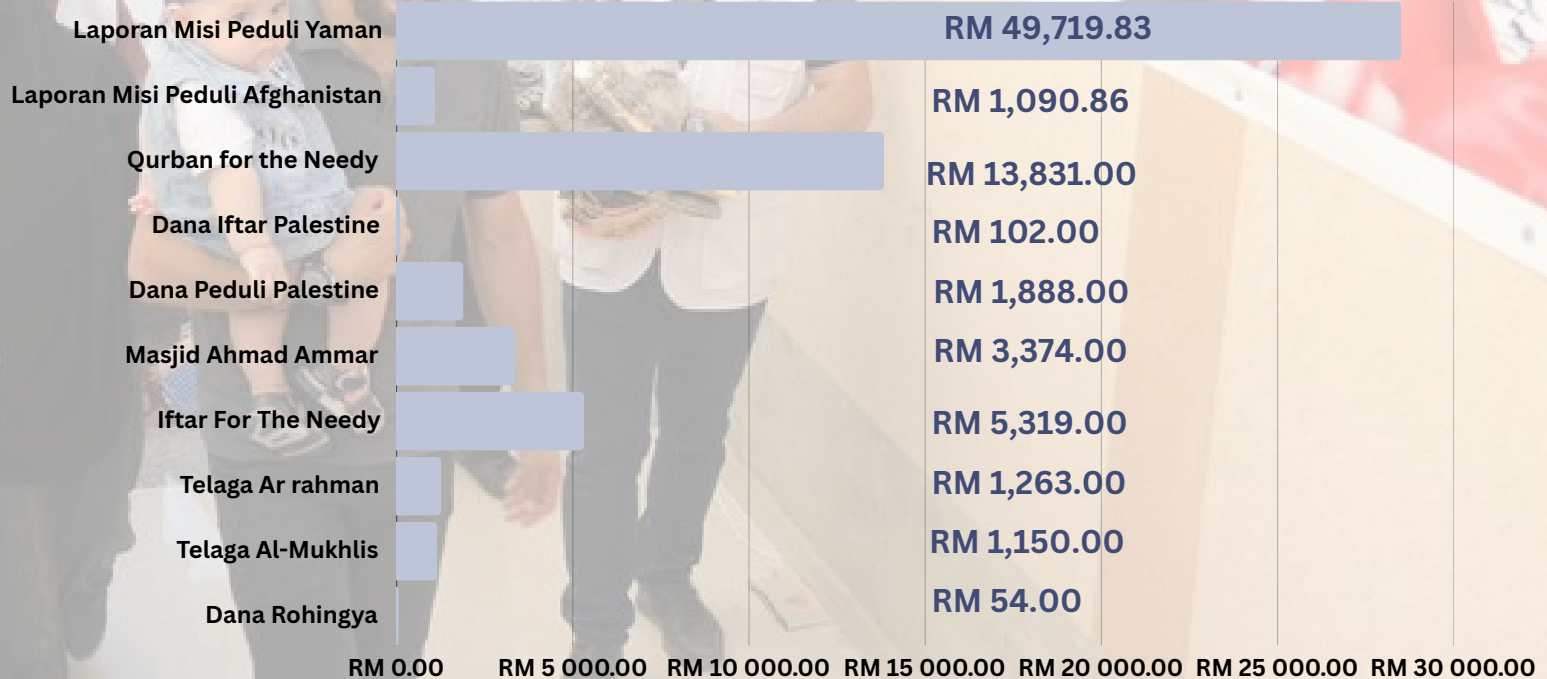 Laporan Misi Peduli Yaman RM 49,719.83
Laporan Misi Peduli Afghanistan RM 1,090.86
Qurban for the Needy RM 13,831.00
Dana Iftar Palestine RM 102.00
Dana Peduli Palestine RM 1,888.00
Masjid Ahmad Ammar RM 3,374.00
Iftar For The Needy RM 5,319.00
Telaga Ar rahman RM 1,263.00
Telaga Al-Mukhlis RM 1,150.00
Dana Rohingya RM 54.00
RM 0.00 RM 5 000.00 RM 10 000.00 RM 15 000.00 RM 20 000.00 RM 25 000.00 RM 30 000.00